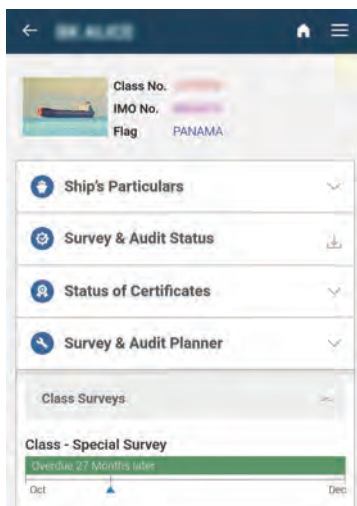 Class No.
IMO No.
Flag PANAMA
Ship's Particulars
Survey & Audit Status
Status of Certificates
Survey & Audit Planner
Class Surveys
Class - Special Survey
Overdue 27 Months later
Oct Dec